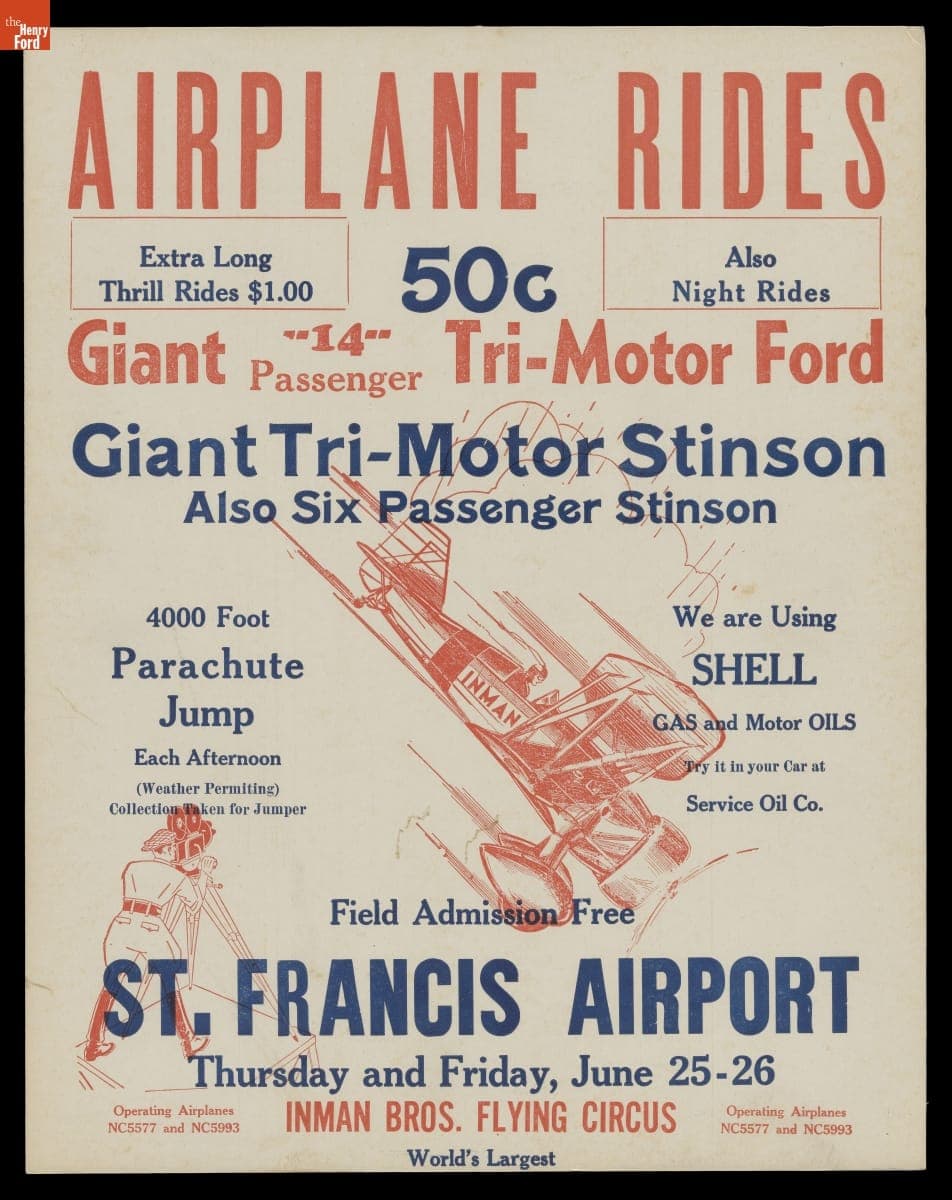 the
Henry
Ford
AIRPLANE RIDES
Extra Long
Thrill Rides $1.00
50c
Also
Night Rides
Giant "14" Passenger Tri-Motor Ford
Giant Tri-Motor Stinson
Also Six Passenger Stinson
4000 Foot
Parachute
Jump
Each Afternoon
(Weather Permiting)
Collection Taken for Jumper
INMAN
We are Using
SHELL
GAS and Motor OILS
Try it in your Car at
Service Oil Co.
Field Admission Free
ST. FRANCIS AIRPORT
Thursday and Friday, June 25-26
Operating Airplanes
NC5577 and NC5993
INMAN BROS. FLYING CIRCUS
Operating Airplanes
NC5577 and NC5993
World's Largest